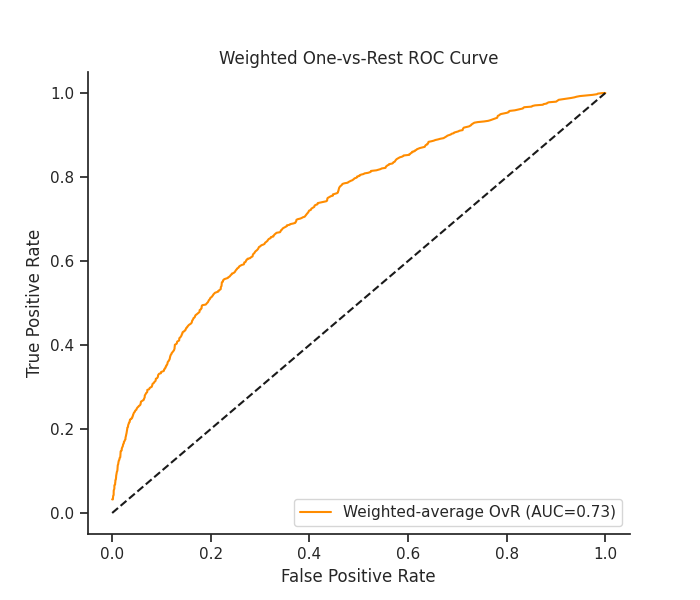 Weighted One-vs-Rest ROC Curve
1.0
0.8
0.6
0.4
0.2
0.0
True Positive Rate
Weighted-average OvR (AUC=0.73)
0.0 0.2 0.4 0.6 0.8 1.0
False Positive Rate